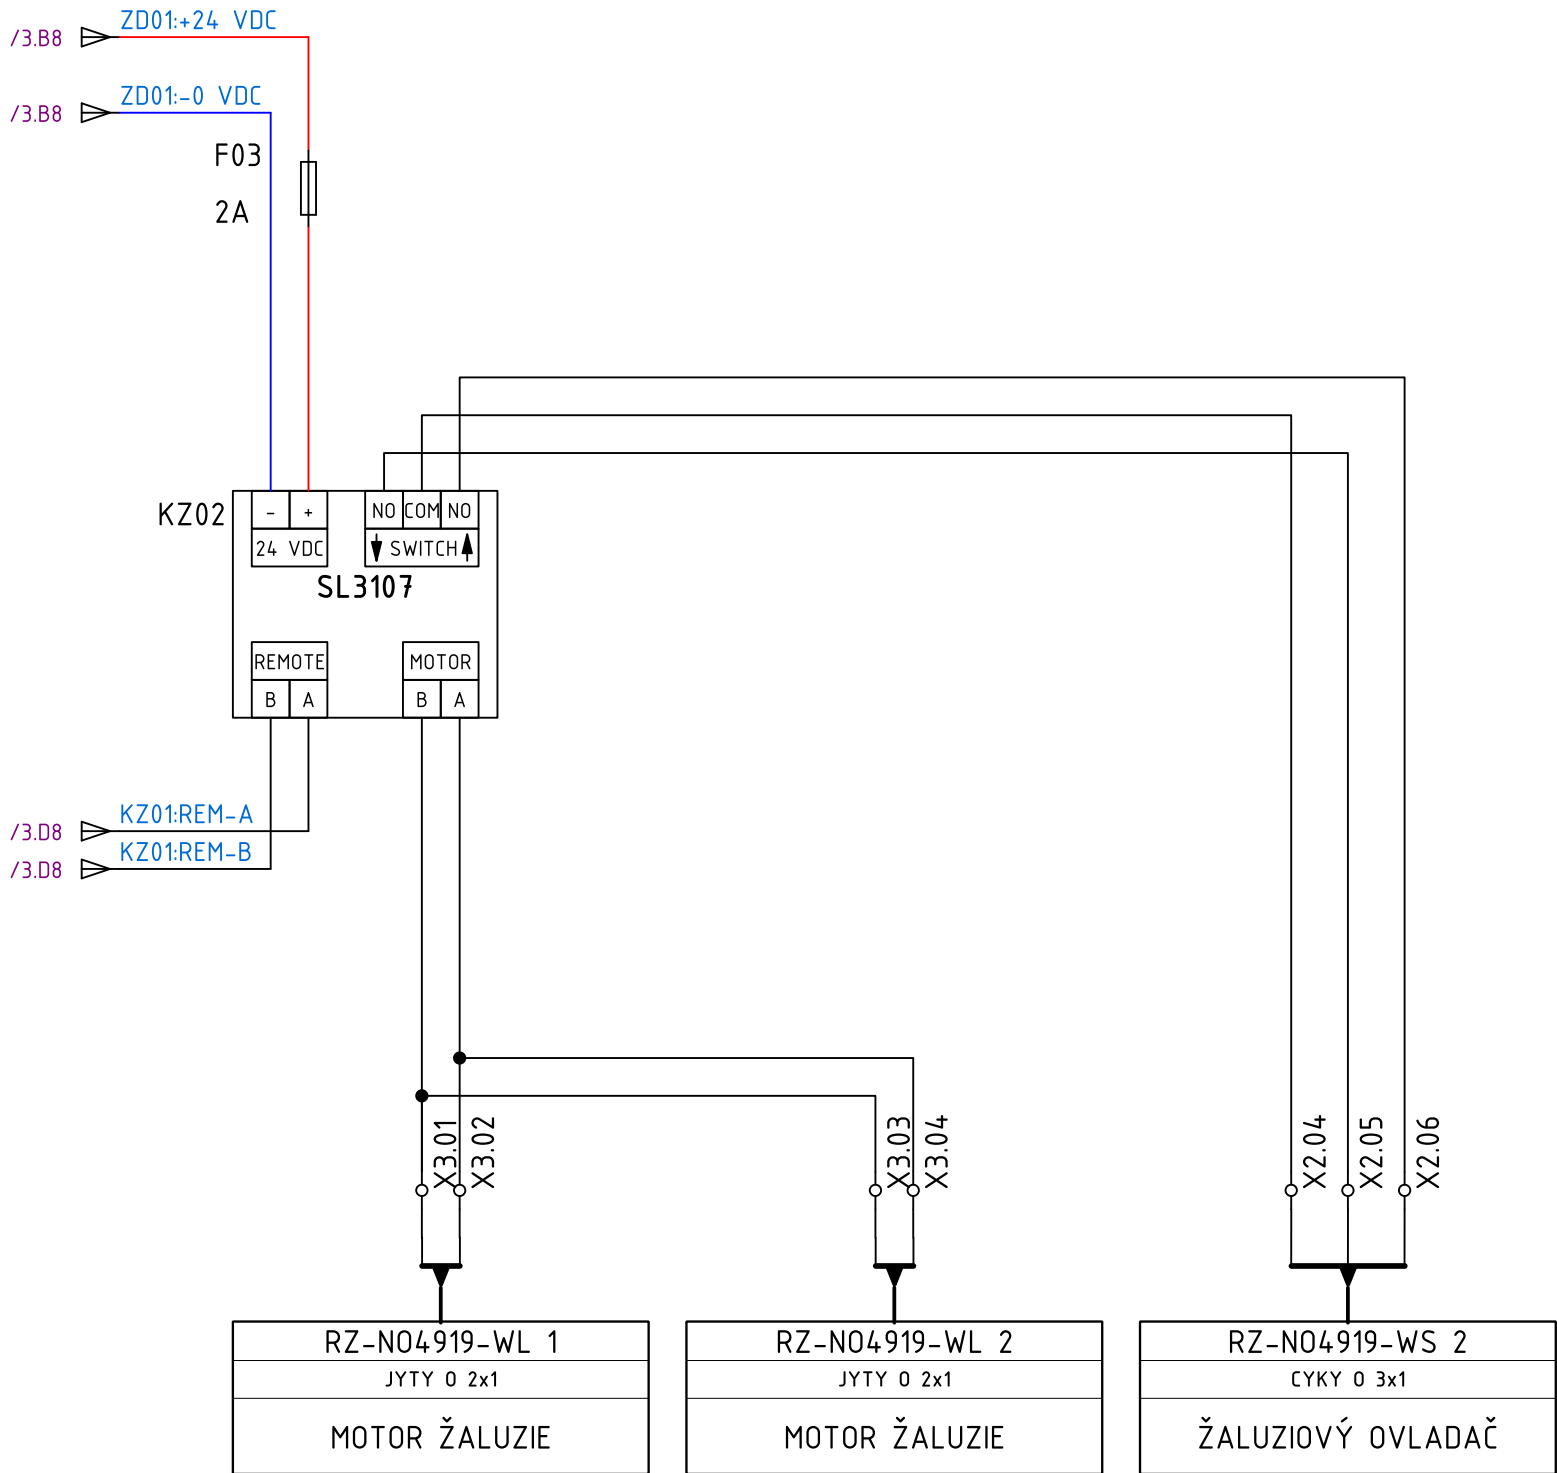 ZD01:+24 VDC
/3.B8
ZD01:-0 VDC
/3.B8
F03
2A
KZ02
- + NO COM NO
24 VDC SWITCH
SL3107
REMOTE MOTOR
B A B A
KZ01:REM-A
/3.D8
KZ01:REM-B
/3.D8
X3.01
X3.02
X3.03
X3.04
X2.04
X2.05
X2.06
RZ-NO4919-WL 1
JYTY O 2x1
MOTOR ŽALUZIE
RZ-NO4919-WL 2
JYTY O 2x1
MOTOR ŽALUZIE
RZ-NO4919-WS 2
CYKY O 3x1
ŽALUZIOVÝ OVLADAČ